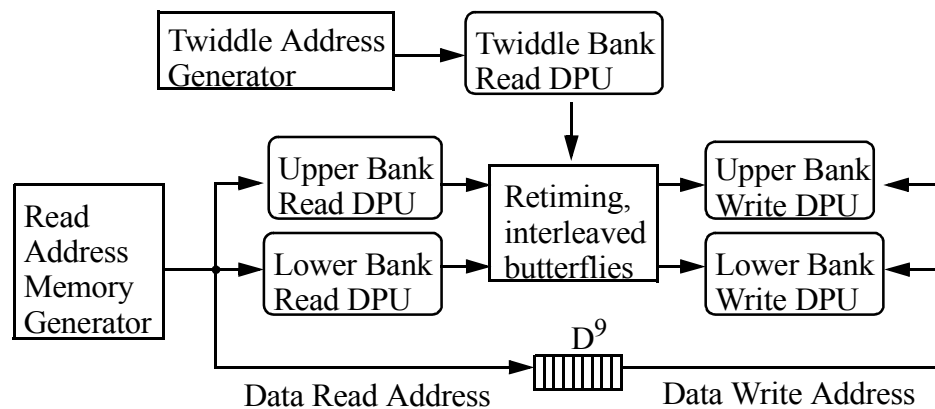 Twiddle Address
Generator
Twiddle Bank
Read DPU
Upper Bank
Read DPU
Upper Bank
Write DPU
Read
Address
Memory
Generator
Retiming,
interleaved
butterflies
Lower Bank
Read DPU
Lower Bank
Write DPU
D⁹
Data Read Address
Data Write Address